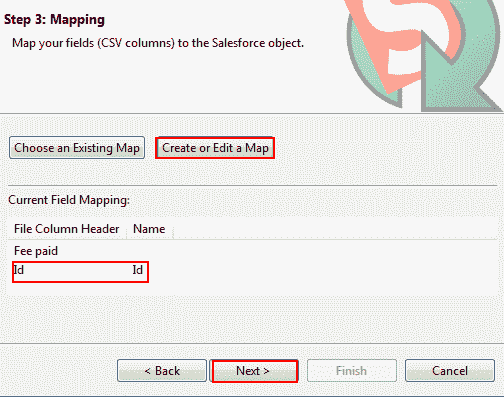 Step 3: Mapping
Map your fields (CSV columns) to the Salesforce object.
Choose an Existing Map Create or Edit a Map
Current Field Mapping:
File Column Header Name
Fee paid
Id Id
< Back Next > Finish Cancel